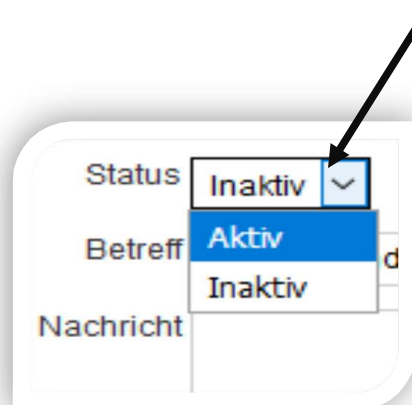 Status Inaktiv
Aktiv
Betreff d
Inaktiv
Nachricht